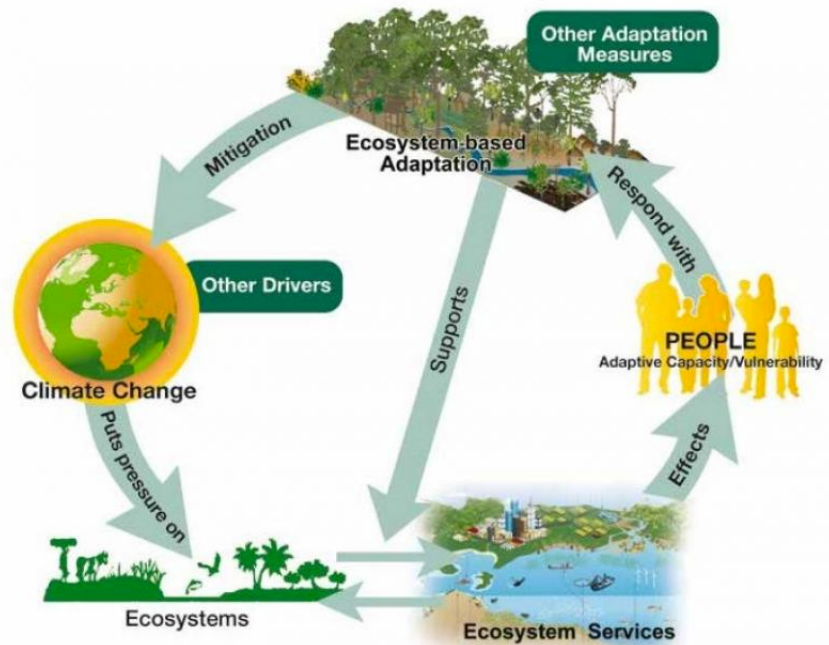 Other Adaptation
Measures
Mitigation
Ecosystem-based
Adaptation
Respond with
Other Drivers
Supports
PEOPLE
Adaptive Capacity/Vulnerability
Climate Change
Puts pressure on
Effects
Ecosystems
Ecosystem Services